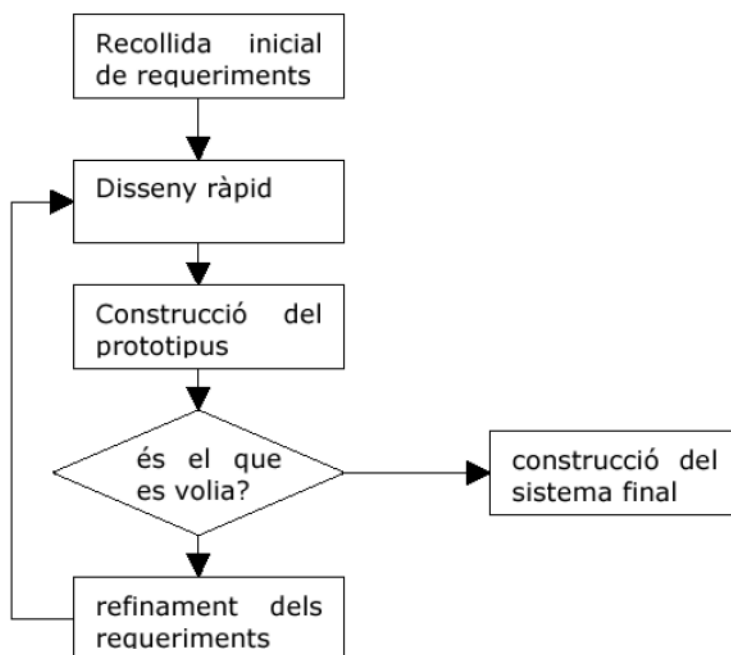 Recollida inicial
de requeriments
Disseny ràpid
Construcció del
prototipus
és el que
es volia?
construcció del
sistema final
refinament dels
requeriments